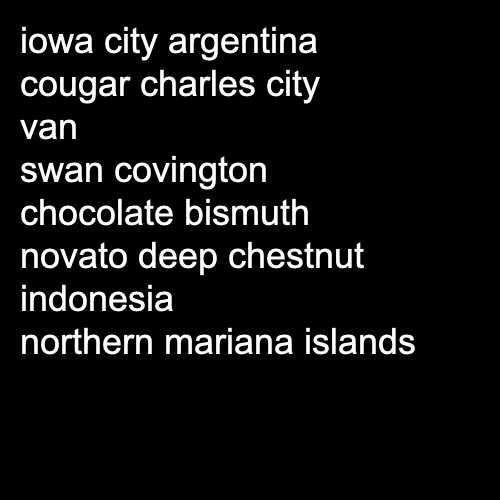 iowa city argentina
cougar charles city
van
swan covington
chocolate bismuth
novato deep chestnut
indonesia
northern mariana islands